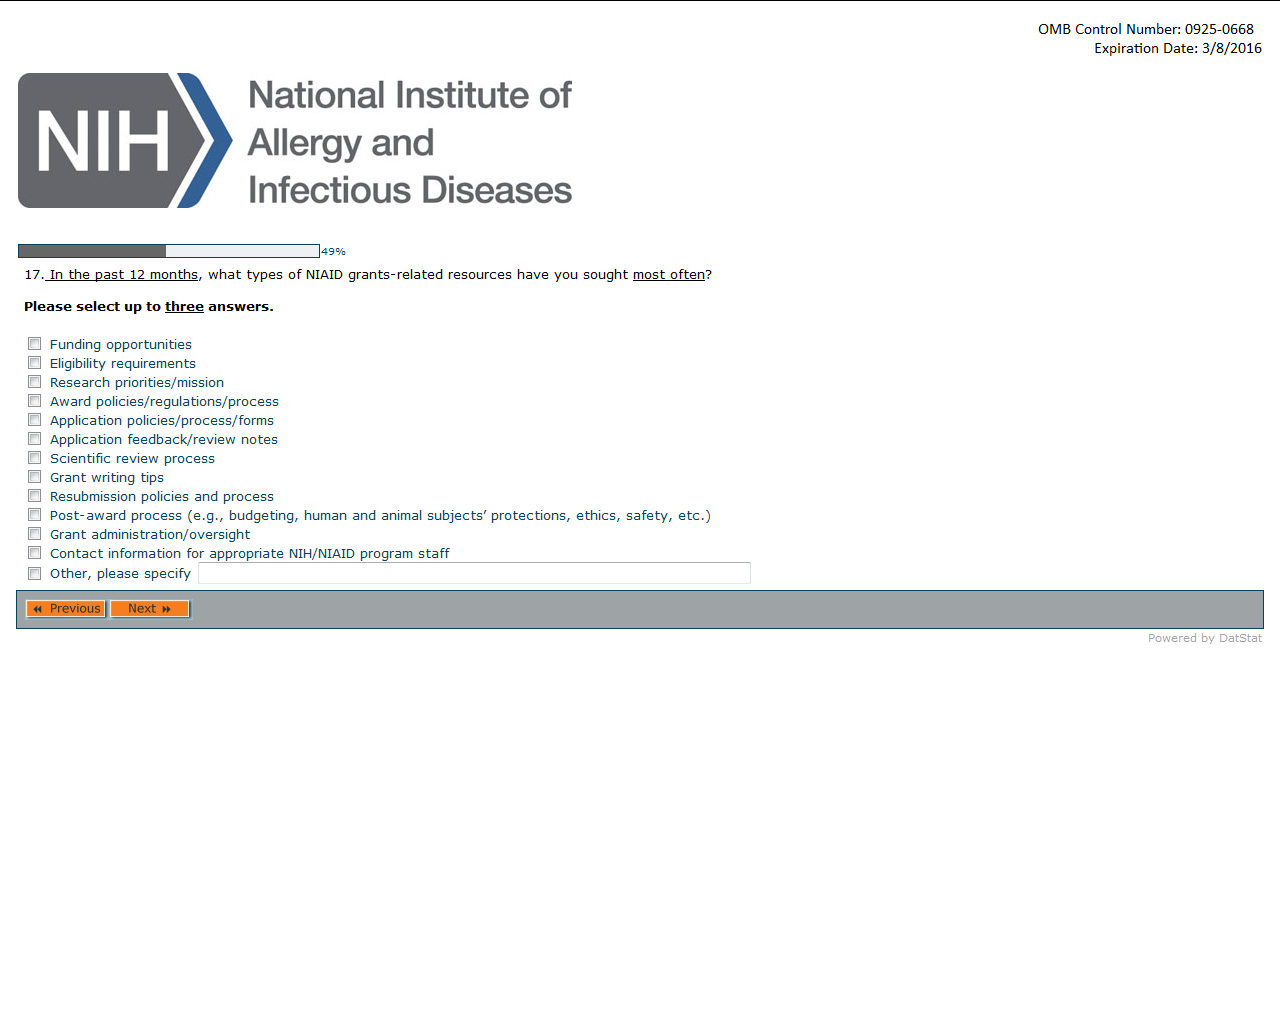 OMB Control Number: 0925-0668
Expiration Date: 3/8/2016
NIH
National Institute of
Allergy and
Infectious Diseases
49%
17. In the past 12 months, what types of NIAID grants-related resources have you sought most often?
Please select up to three answers.
Funding opportunities
Eligibility requirements
Research priorities/mission
Award policies/regulations/process
Application policies/process/forms
Application feedback/review notes
Scientific review process
Grant writing tips
Resubmission policies and process
Post-award process (e.g., budgeting, human and animal subjects’ protections, ethics, safety, etc.)
Grant administration/oversight
Contact information for appropriate NIH/NIAID program staff
Other, please specify
Previous Next
Powered by DatStat